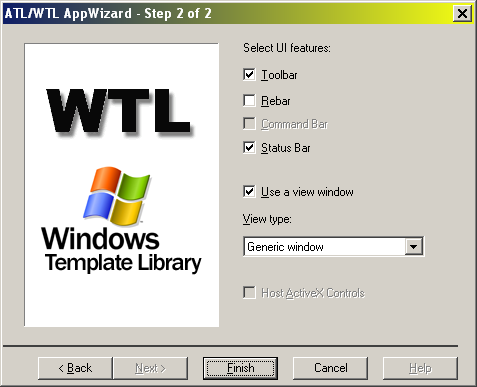 ATL/WTL AppWizard - Step 2 of 2
WTL
Windows
Template Library
Select UI features:
Toolbar
Rebar
Command Bar
Status Bar
Use a view window
View type:
Generic window
Host ActiveX Controls
< Back
Next >
Finish
Cancel
Help